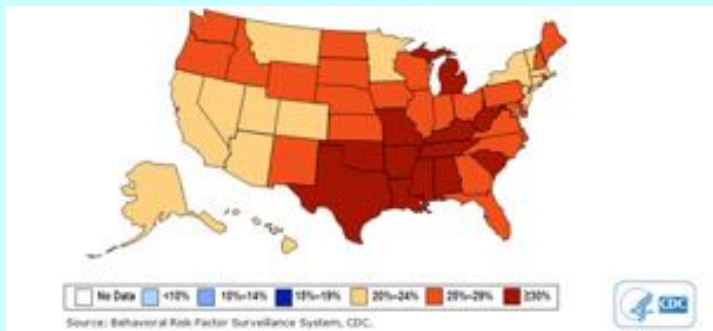 No Data <10% 10%–14% 15%–19% 20%–24% 25%–29% ≥30%
Source: Behavioral Risk Factor Surveillance System, CDC.
CDC